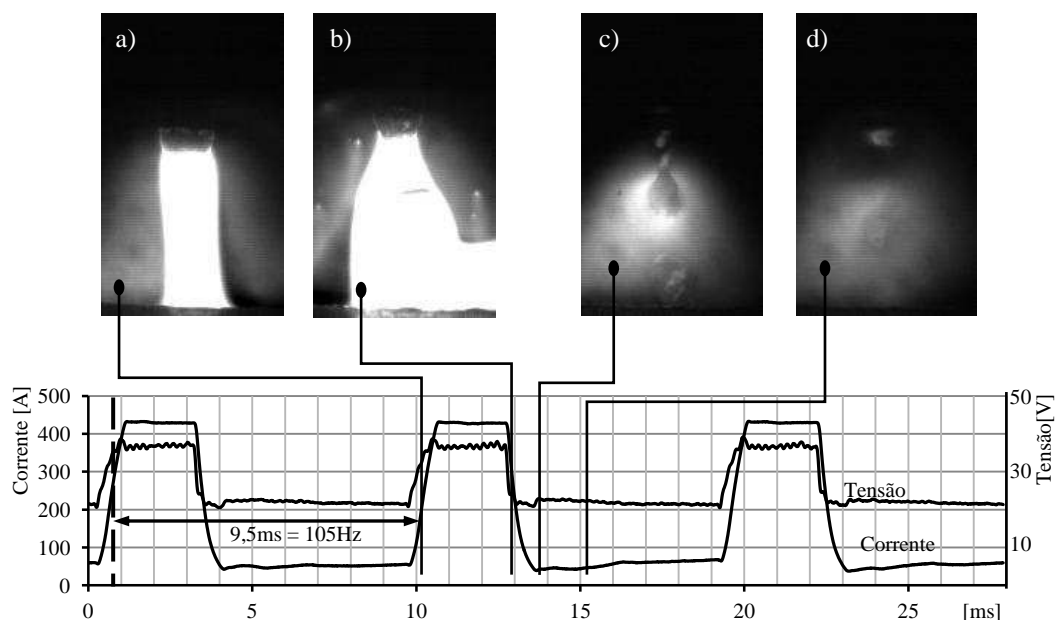 a)
b)
c)
d)
Corrente [A]
500
400
300
200
100
0
50
30
10
Tensão[V]
Tensão
Corrente
9,5ms = 105Hz
0
5
10
15
20
25
[ms]